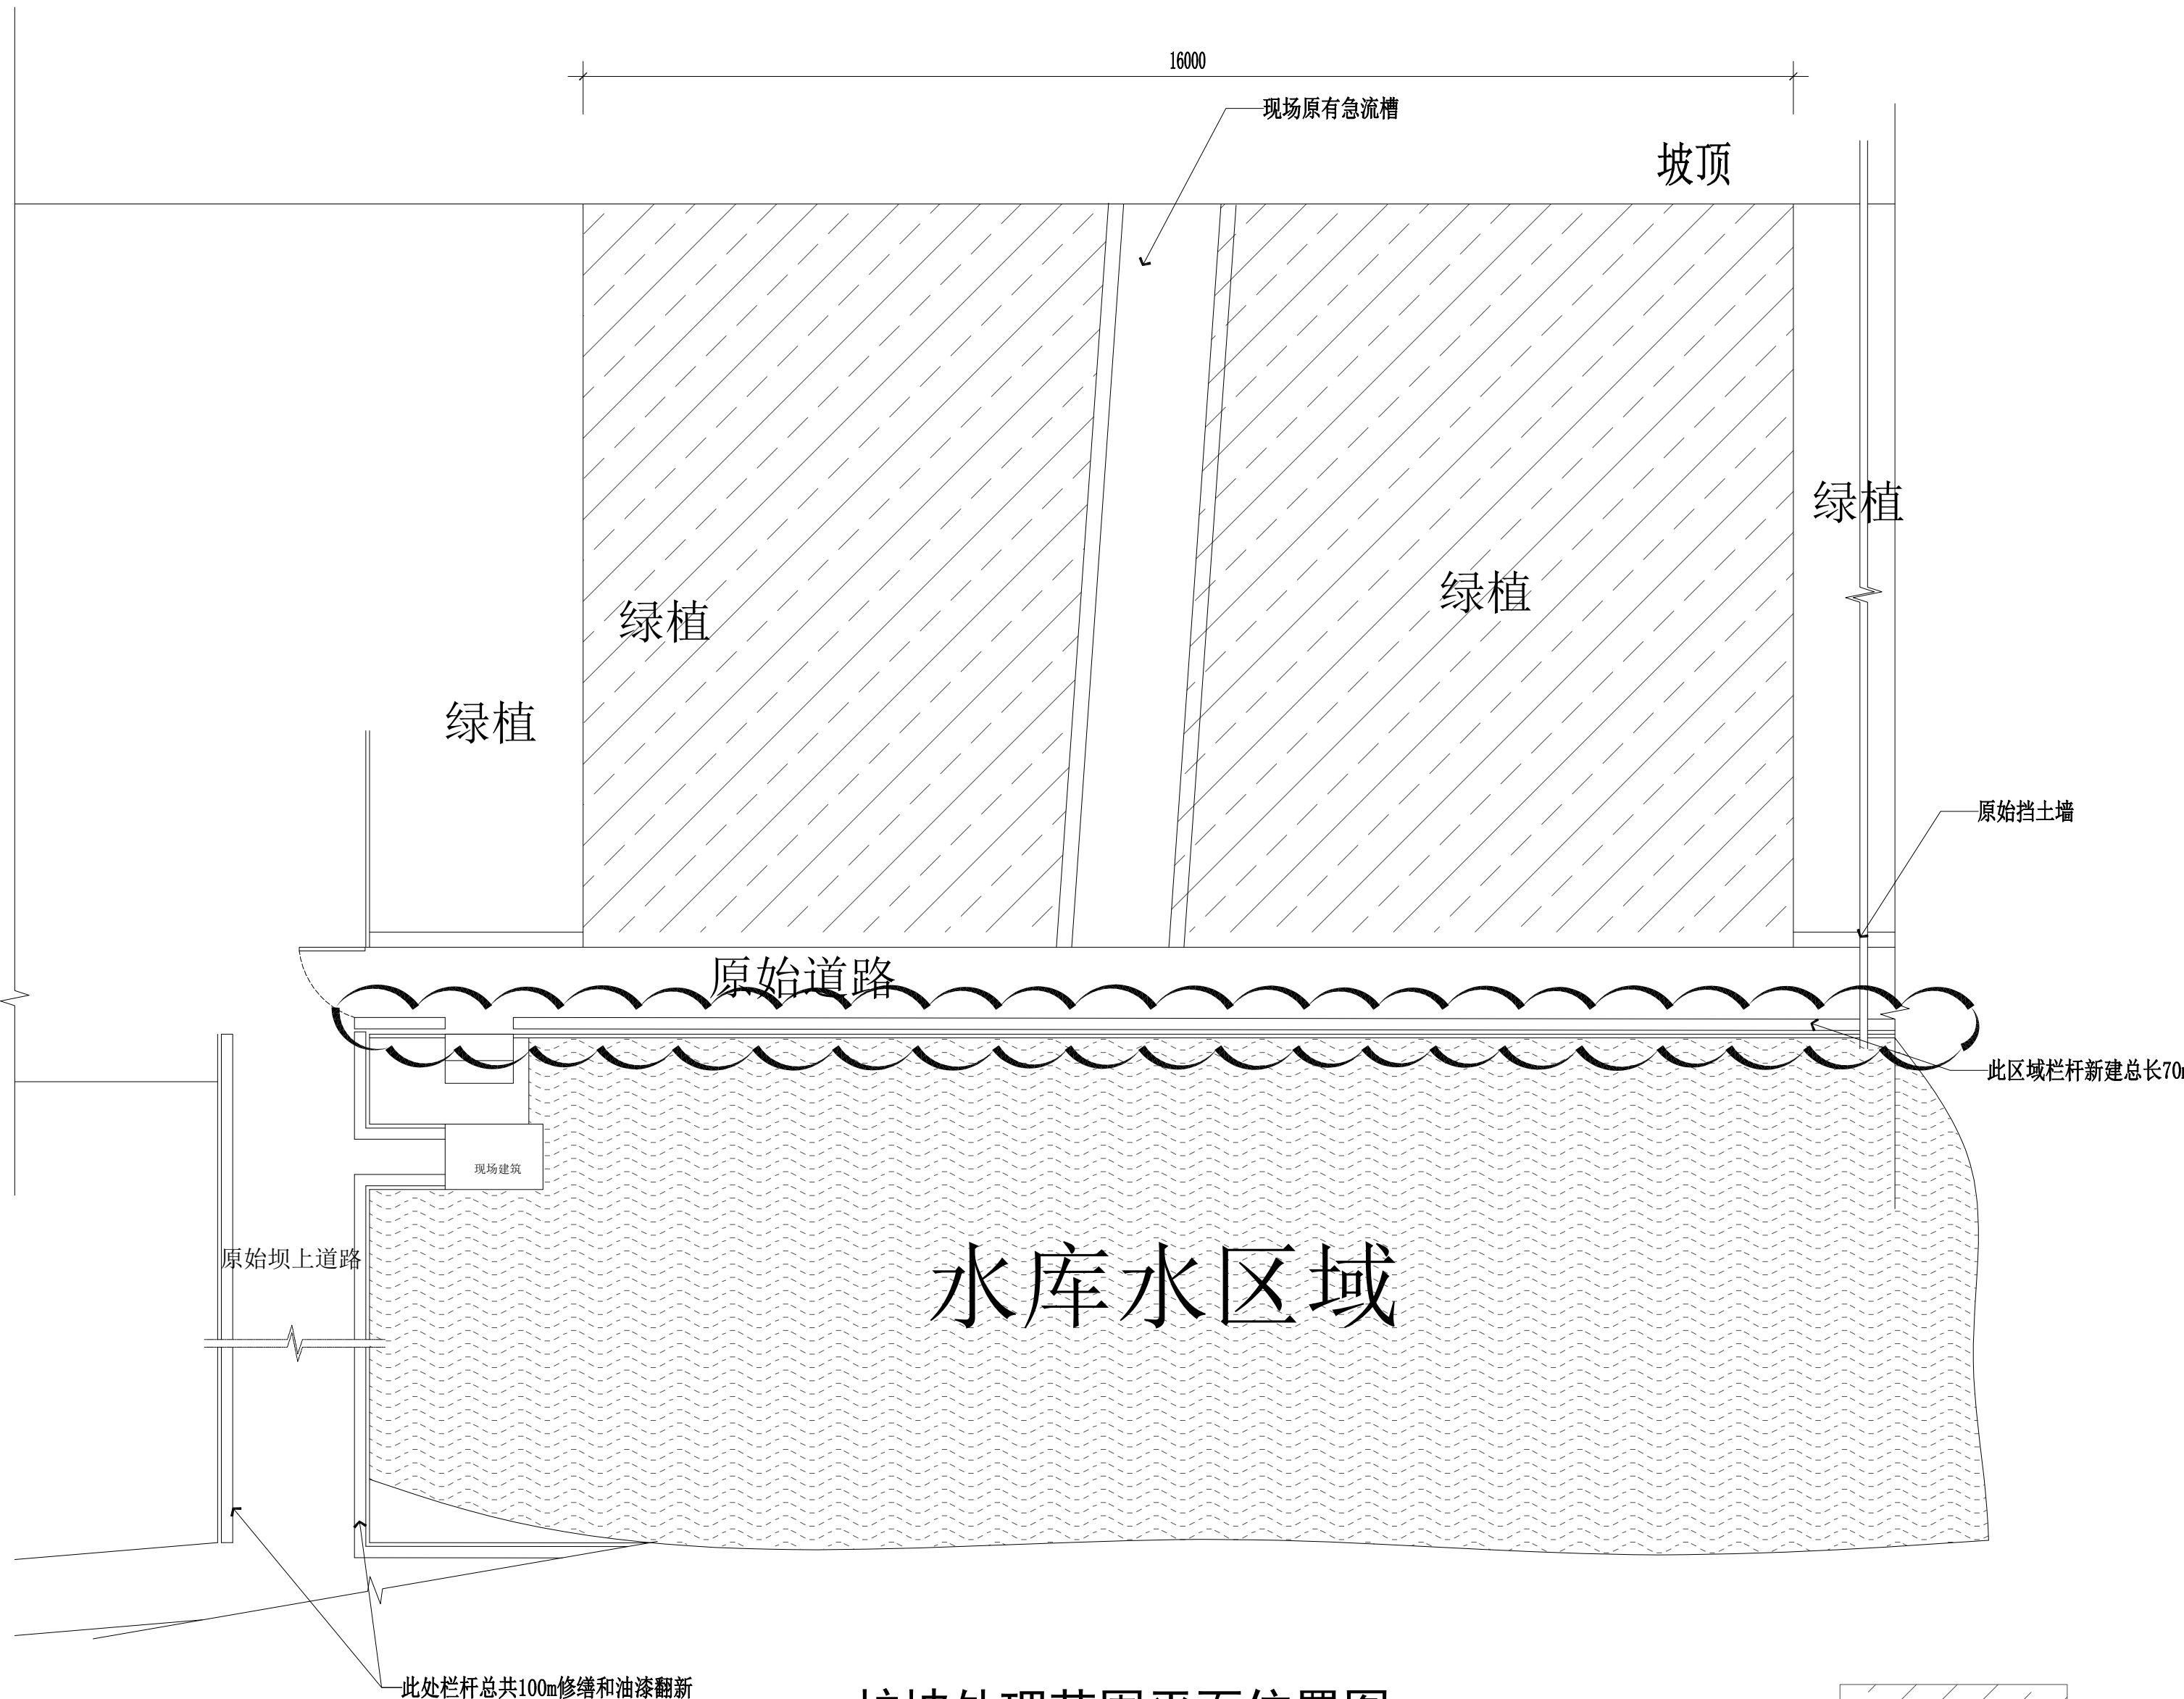 16000
现场原有急流槽
坡顶
绿植
绿植
绿植
绿植
原始挡土墙
原始道路
此区域栏杆新建总长70m
现场建筑
原始坝上道路
水库水区域
此处栏杆总共100m修缮和油漆翻新